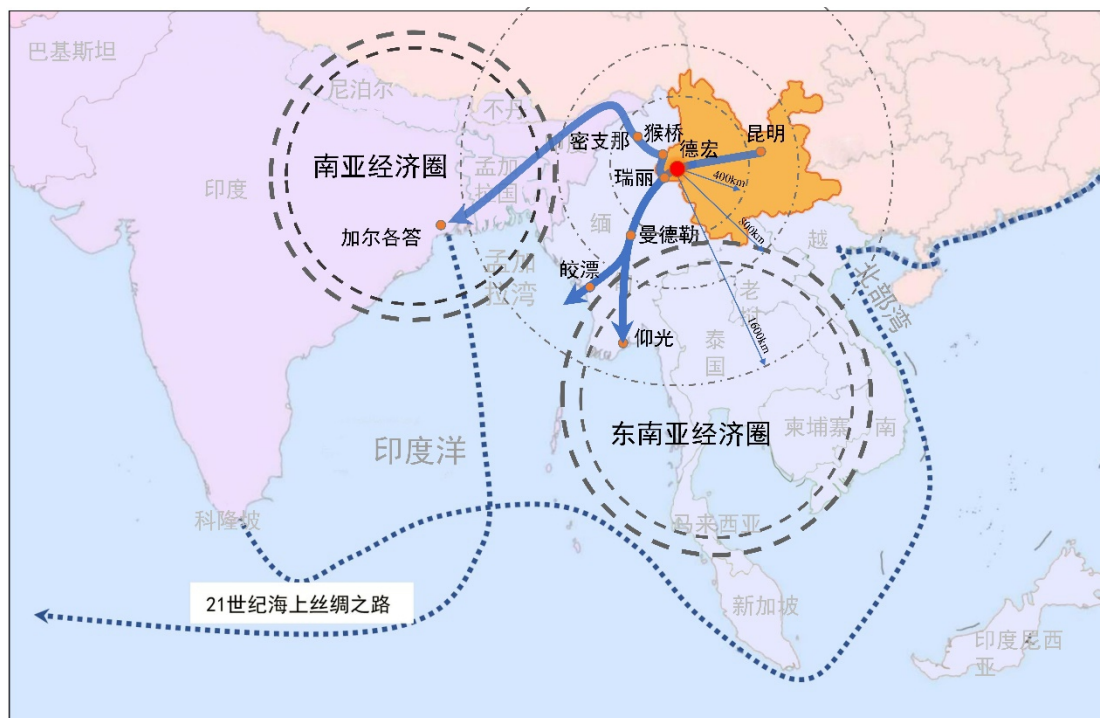 巴基斯坦
尼泊尔
不丹
猴桥
昆明
密支那
德宏
南亚经济圈
孟加
拉国
瑞丽
400km
印度
缅
加尔各答
曼德勒
800km
越
孟加
拉湾
皎漂
老
挝
北部湾
1600km
泰
国
仰光
东南亚经济圈
柬埔寨
南
印度洋
科隆坡
马来西亚
21世纪海上丝绸之路
新加坡
印度尼西
亚